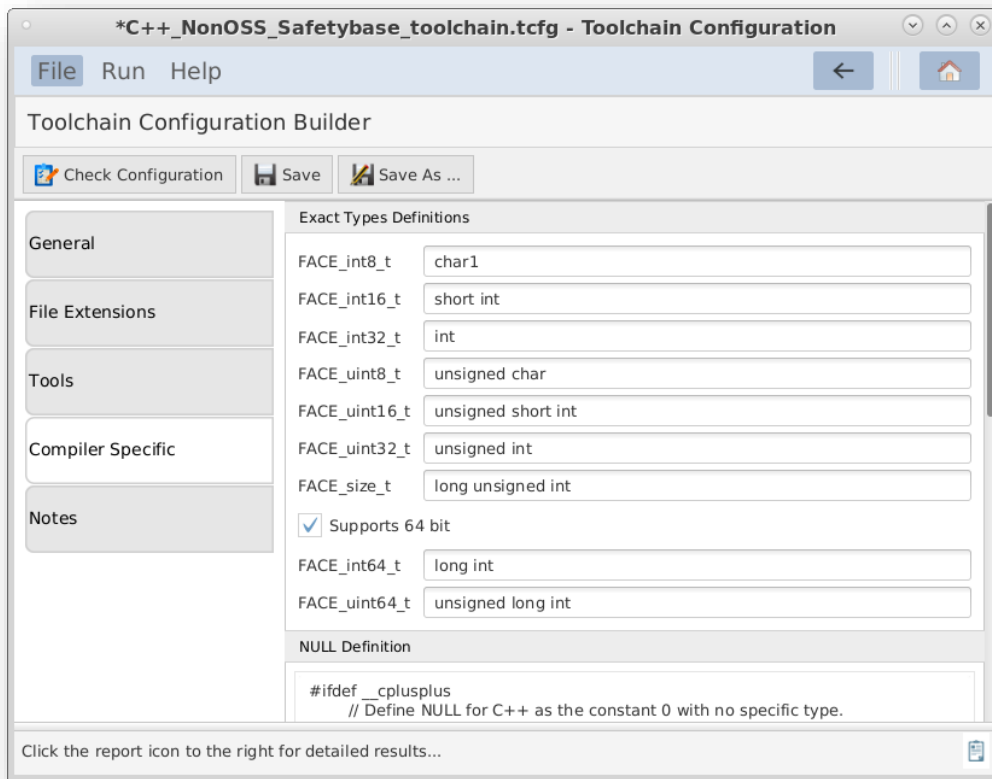 *C++_NonOSS_Safetybase_toolchain.tcfg - Toolchain Configuration
File Run Help
Toolchain Configuration Builder
Check Configuration Save Save As ...
General
File Extensions
Tools
Compiler Specific
Notes
Exact Types Definitions
FACE_int8_t char1
FACE_int16_t short int
FACE_int32_t int
FACE_uint8_t unsigned char
FACE_uint16_t unsigned short int
FACE_uint32_t unsigned int
FACE_size_t long unsigned int
Supports 64 bit
FACE_int64_t long int
FACE_uint64_t unsigned long int
NULL Definition
#ifdef __cplusplus
// Define NULL for C++ as the constant 0 with no specific type.
Click the report icon to the right for detailed results...